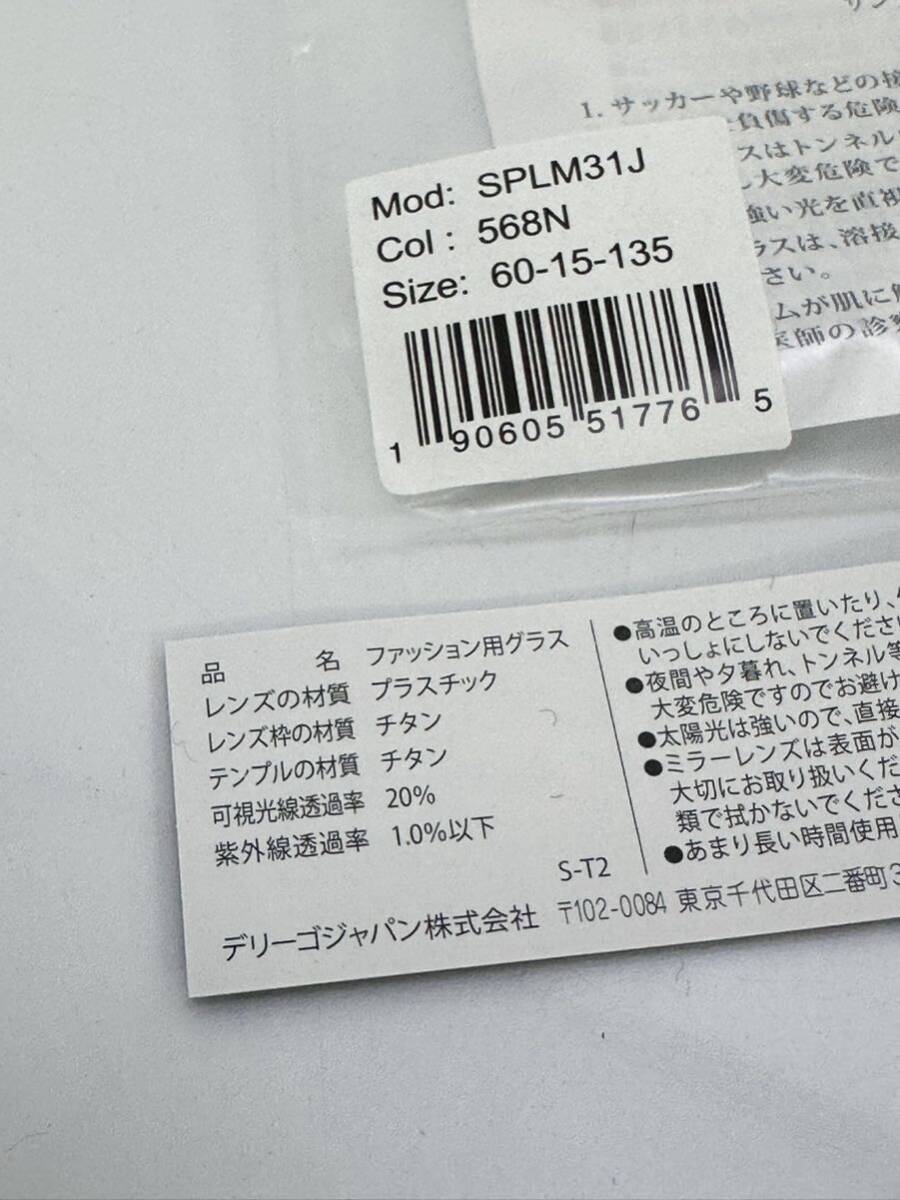 サン
1. サッカーや野球などの
負傷する危険
スはトンネル
大変危険で
強い光を直視
ラスは、溶接
さい。
ムが肌に
医師の診察
Mod: SPLM31J
Col : 568N
Size: 60-15-135
1 90605 51776 5
品 名 ファッション用グラス
レンズの材質 プラスチック
レンズ枠の材質 チタン
テンプルの材質 チタン
可視光線透過率 20%
紫外線透過率 1.0%以下
S-T2
●高温のところに置いたり、
いっしょにしないでください
●夜間や夕暮れ、トンネル等
大変危険ですのでお避け
●太陽光は強いので、直接
●ミラーレンズは表面が
大切にお取り扱いくだ
類で拭かないでくださ
●あまり長い時間使用
デリーゴジャパン株式会社 〒102-0084 東京千代田区二番町3